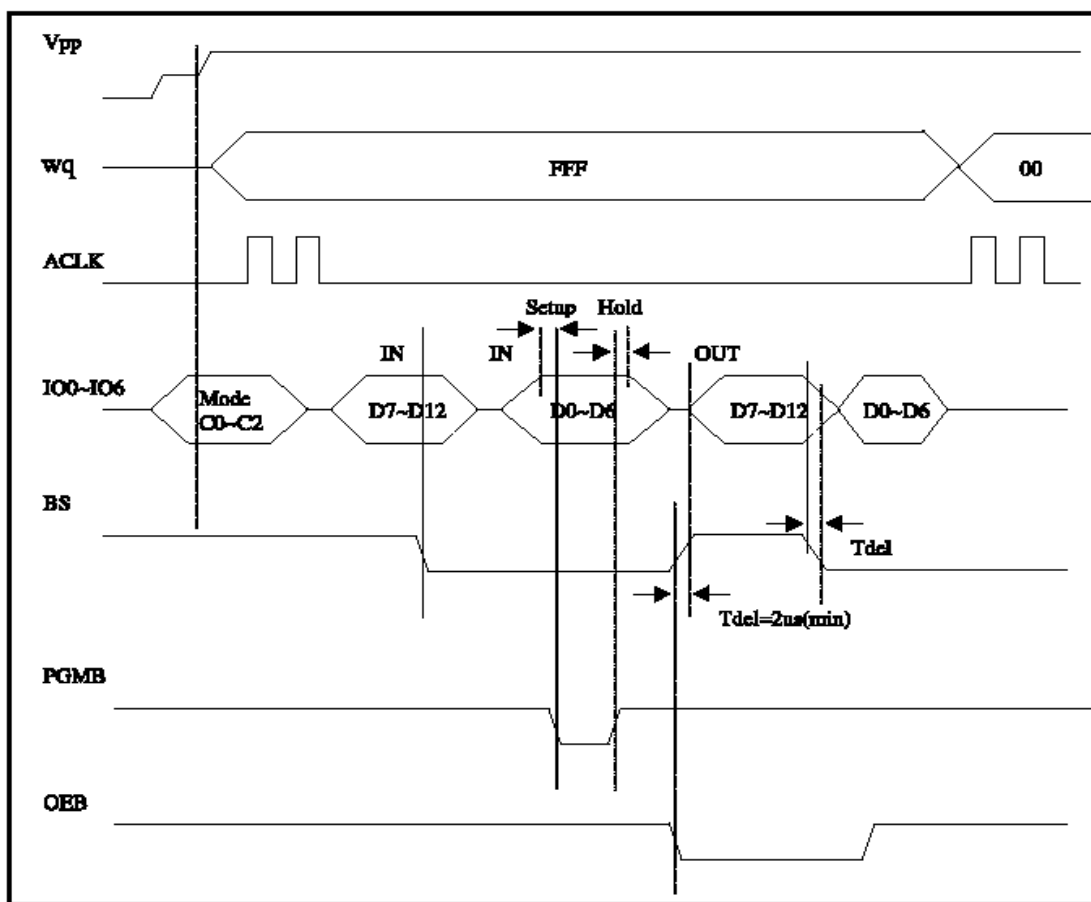 Vpp
WQ
FFF
00
ACLK
Setup Hold
IN IN OUT
IO0~IO6
Mode
C0~C2
D7~D12 D0~D6 D7~D12 D0~D6
BS
Tdel
Tdel=2us(min)
PGMB
OEB